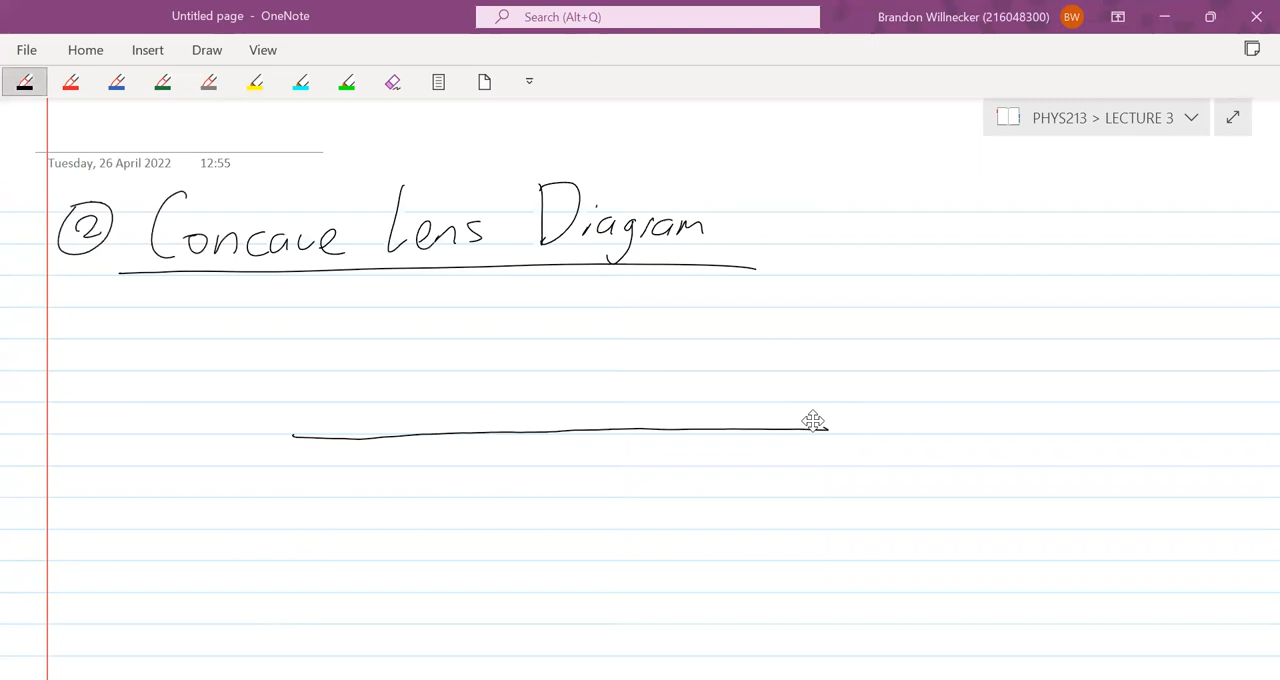 Untitled page - OneNote
Search (Alt+Q)
Brandon Willnecker (216048300)
BW
File Home Insert Draw View
PHYS213 > LECTURE 3
Tuesday, 26 April 2022 12:55
② Concave Lens Diagram